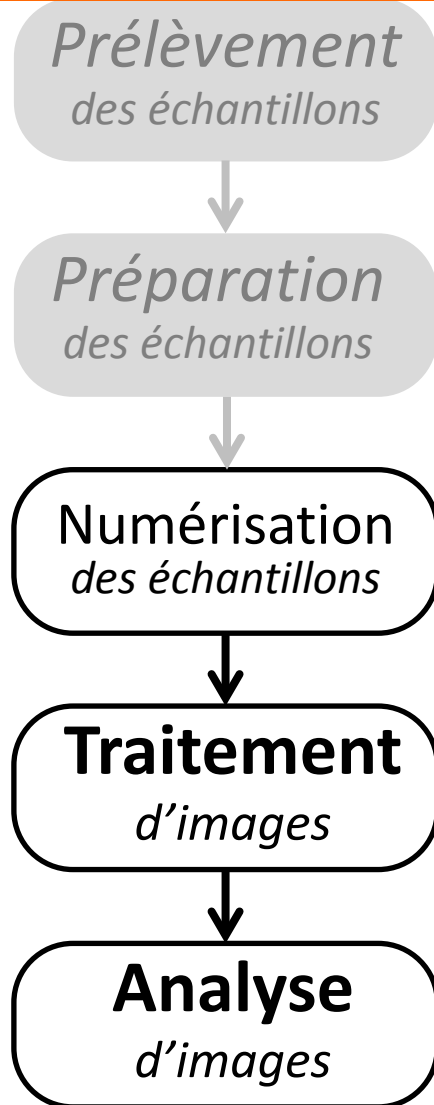 Prélèvement
des échantillons
Préparation
des échantillons
Numérisation
des échantillons
Traitement
d’images
Analyse
d’images